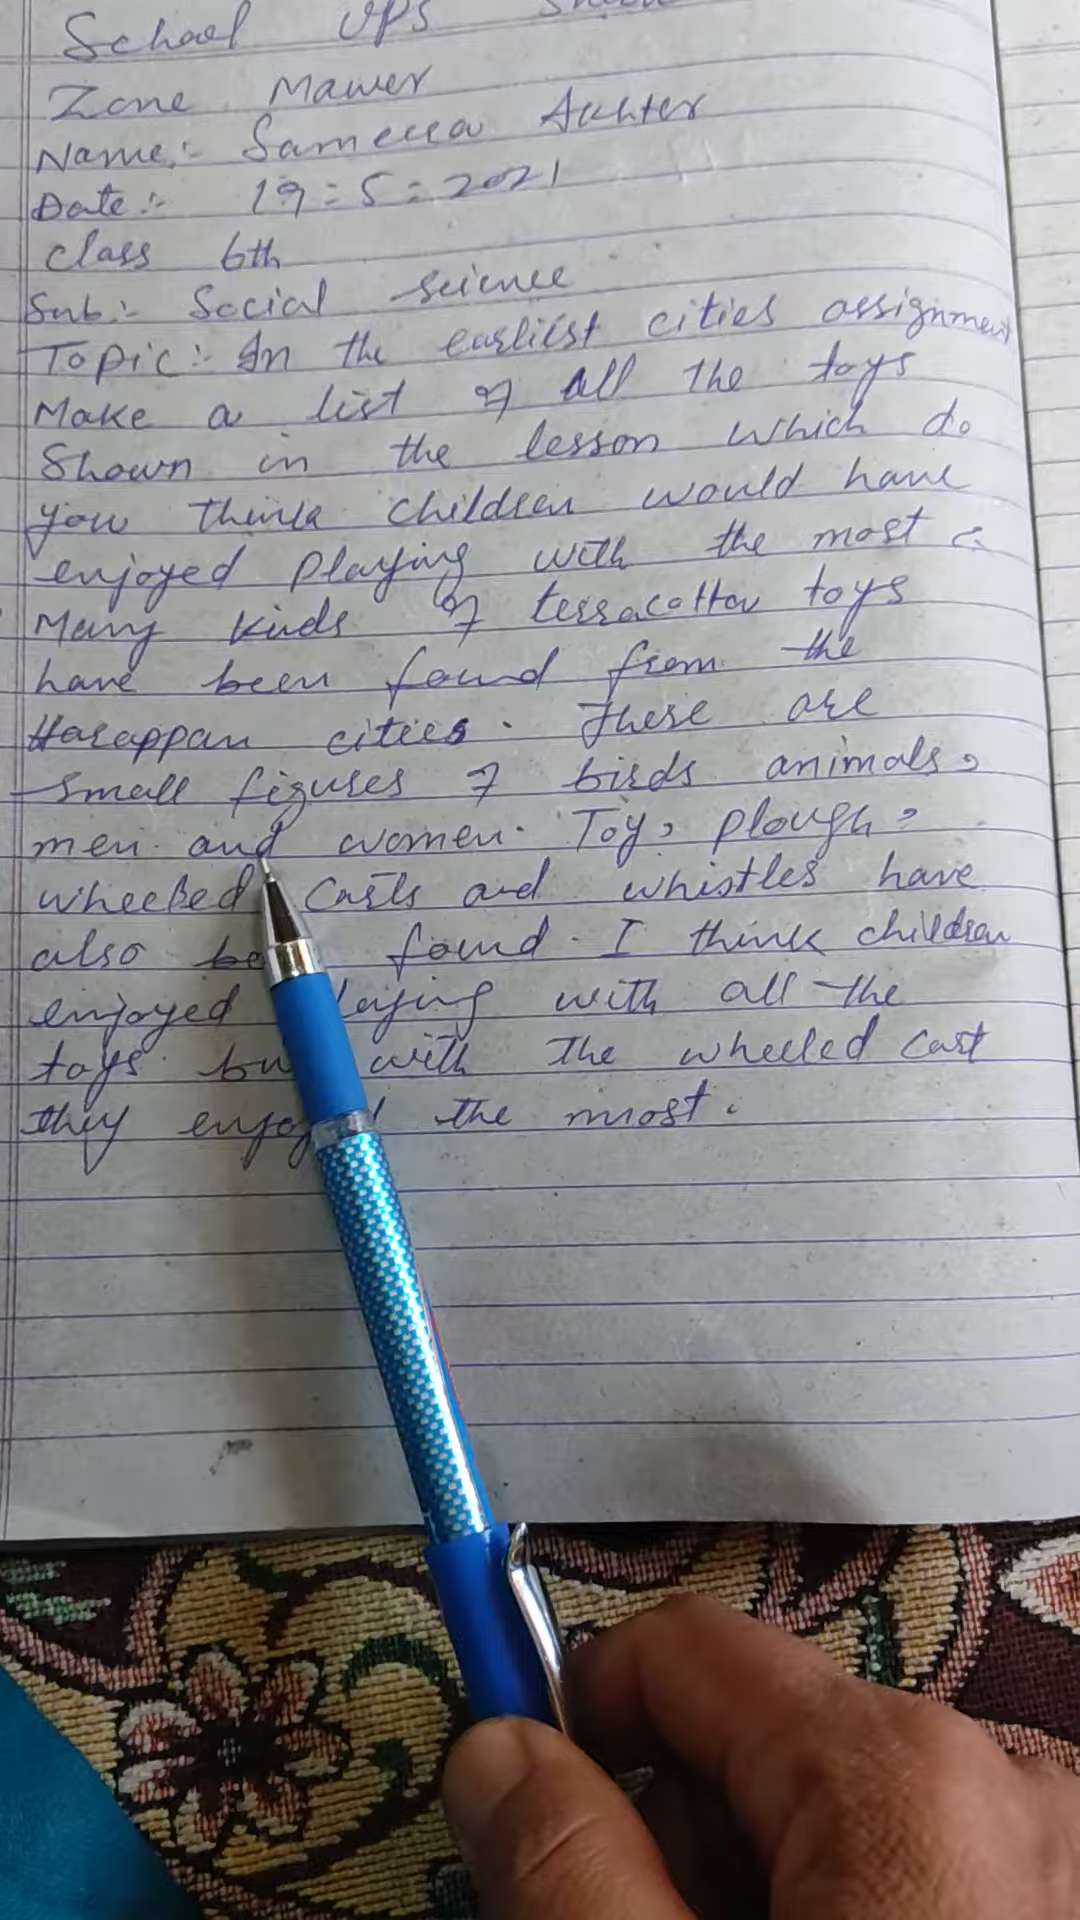 School UPS
Zone Mawer
Name:- Sameena Akhter
Date:- 19-5-2021
Class 6th
Sub:- Social science
Topic:- In the earliest cities assignment
Make a list of all the toys
Shown in the lesson which do
you think children would have
enjoyed playing with the most :-
Many kinds of terracotta toys
have been found from the
Harappan cities. These are
small figures of birds animals,
men and women. Toy, plough,
wheeled carts and whistles have
also found. I think children
enjoyed with all the
toys with the wheeled cart
they the most.